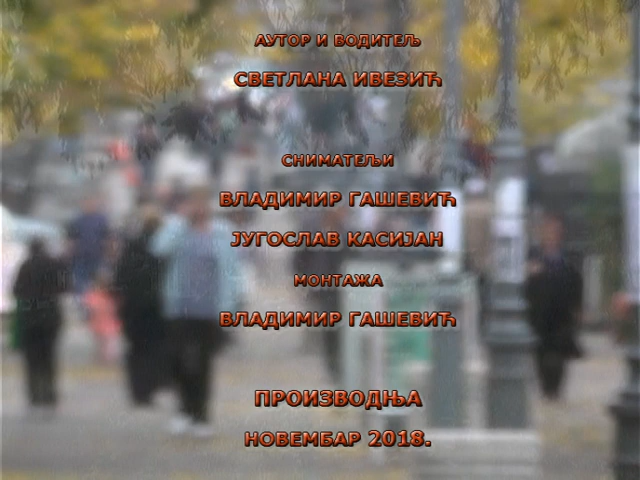 АУТОР И ВОДИТЕЉ
СВЕТЛАНА ИВЕЗИЋ
СНИМАТЕЉИ
ВЛАДИМИР ГАШЕВИЋ
ЈУГОСЛАВ КАСИЈАН
МОНТАЖА
ВЛАДИМИР ГАШЕВИЋ
ПРОИЗВОДЊА
НОВЕМБАР 2018.